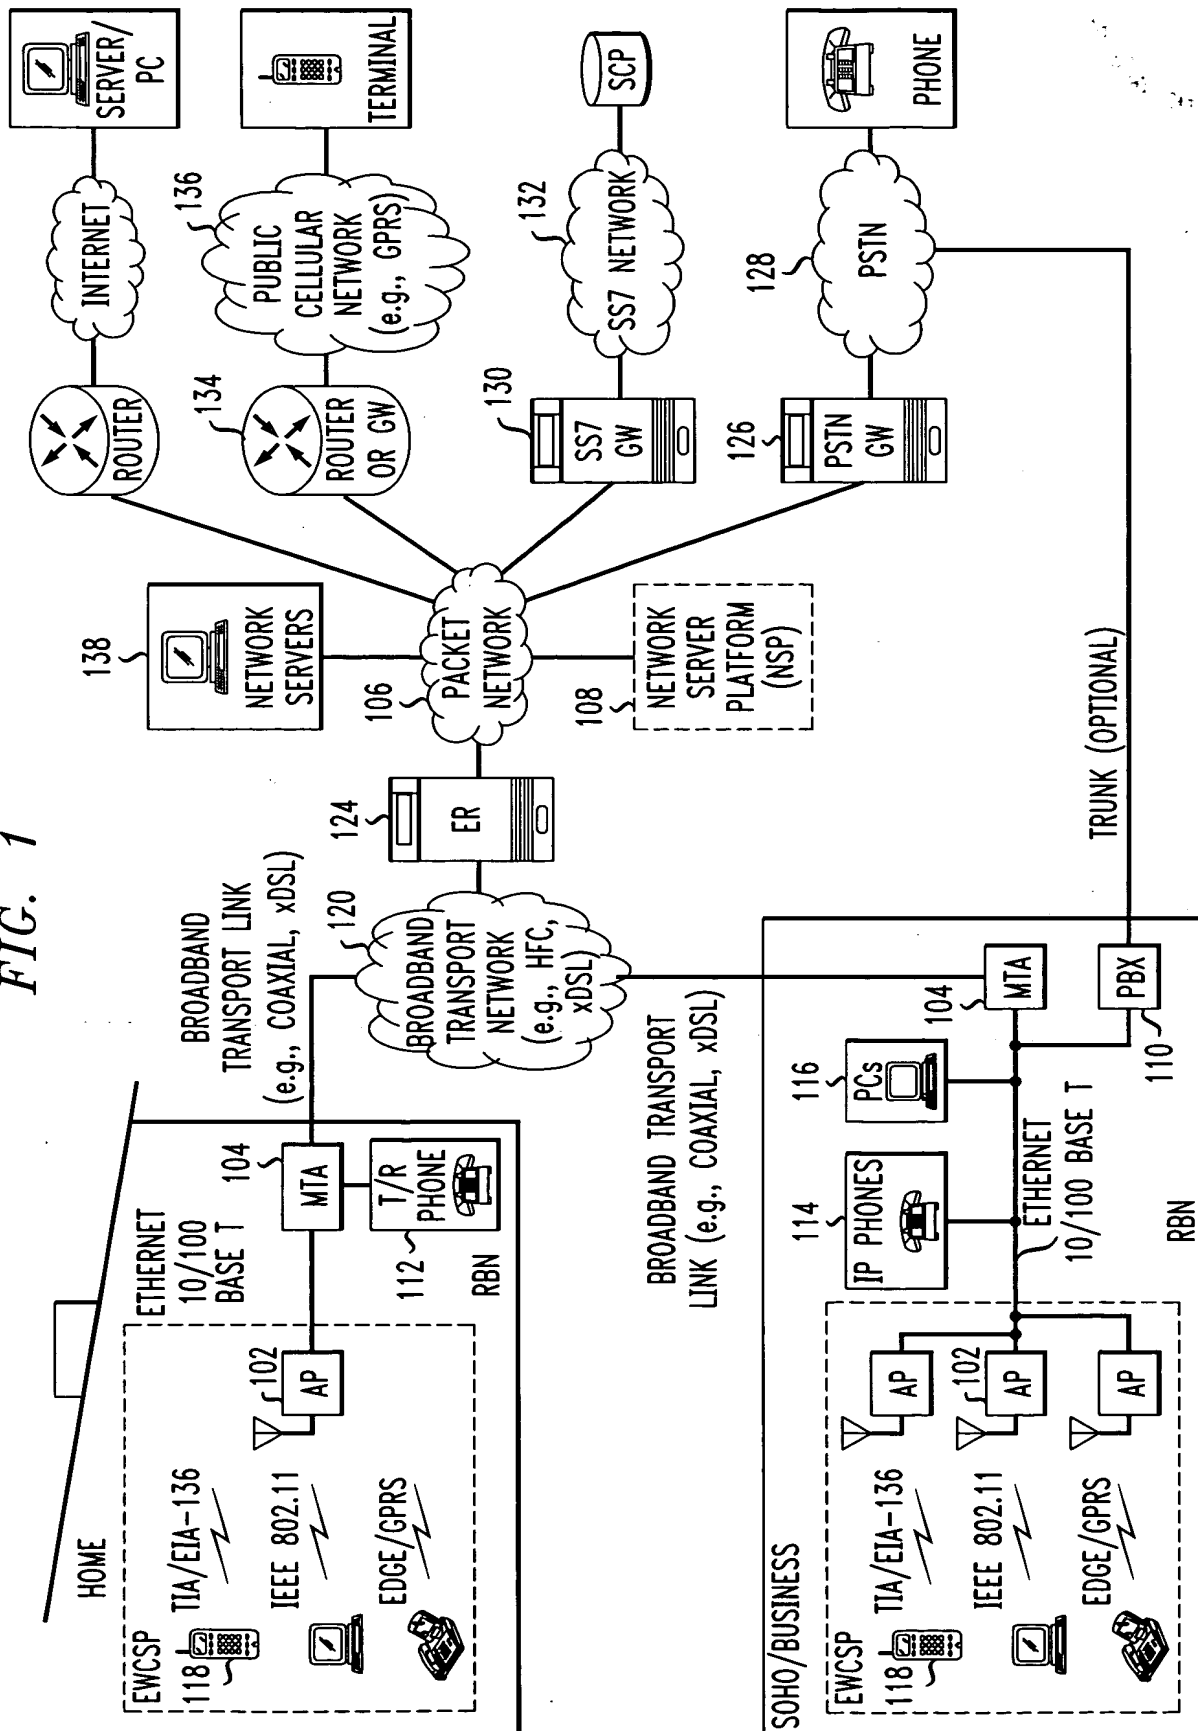 FIG. 1
HOME
EWCSP
118
TIA/EIA-136
IEEE 802.11
EDGE/GPRS
102
AP
ETHERNET
10/100
BASE T
104
MTA
T/R
PHONE
112
RBN
BROADBAND
TRANSPORT LINK
(e.g., COAXIAL, xDSL)
120
BROADBAND
TRANSPORT
NETWORK
(e.g., HFC,
xDSL)
124
ER
138
NETWORK
SERVERS
106
PACKET
NETWORK
108
NETWORK
SERVER
PLATFORM
(NSP)
ROUTER
INTERNET
SERVER/
PC
134
ROUTER
OR GW
136
PUBLIC
CELLULAR
NETWORK
(e.g., GPRS)
TERMINAL
130
SS7
GW
132
SS7 NETWORK
SCP
126
PSTN
GW
128
PSTN
PHONE
TRUNK (OPTIONAL)
BROADBAND TRANSPORT
LINK (e.g., COAXIAL, xDSL)
SOHO/BUSINESS
EWCSP
118
TIA/EIA-136
IEEE 802.11
EDGE/GPRS
AP
102
AP
AP
114
IP PHONES
116
PCs
ETHERNET
10/100 BASE T
104
MTA
PBX
110
RBN